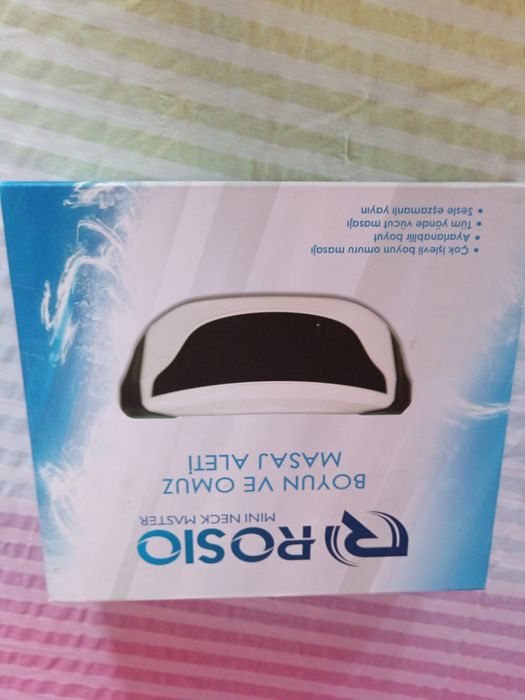 ROSIO
MINI NECK MASTER
BOYUN VE OMUZ
MASAJ ALETİ
• Çok işlevli boyun omuru masajı
• Ayarlanabilir boyut
• Tüm yönde vücut masajı
• Sesle eşzamanlı yayın